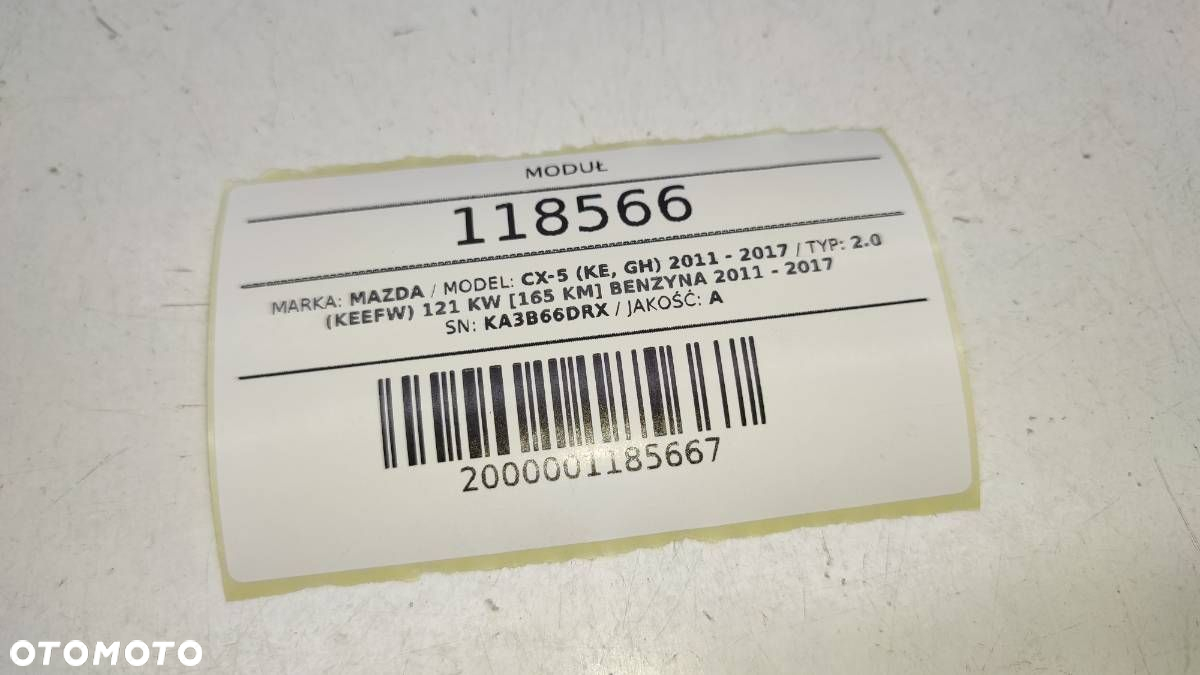 MODUŁ
118566
MARKA: MAZDA / MODEL: CX-5 (KE, GH) 2011 - 2017 / TYP: 2.0
(KEEFW) 121 KW [165 KM] BENZYNA 2011 - 2017
SN: KA3B66DRX / JAKOŚĆ: A
2000001185667
OTOMOTO